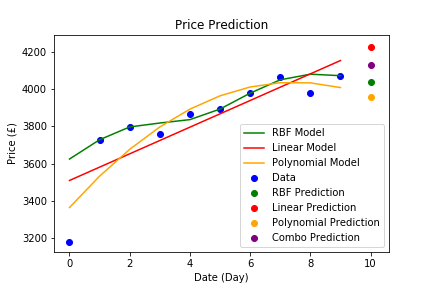 Price Prediction
Price (£)
4200
4000
3800
3600
3400
3200
0
2
4
6
8
10
Date (Day)
RBF Model
Linear Model
Polynomial Model
Data
RBF Prediction
Linear Prediction
Polynomial Prediction
Combo Prediction